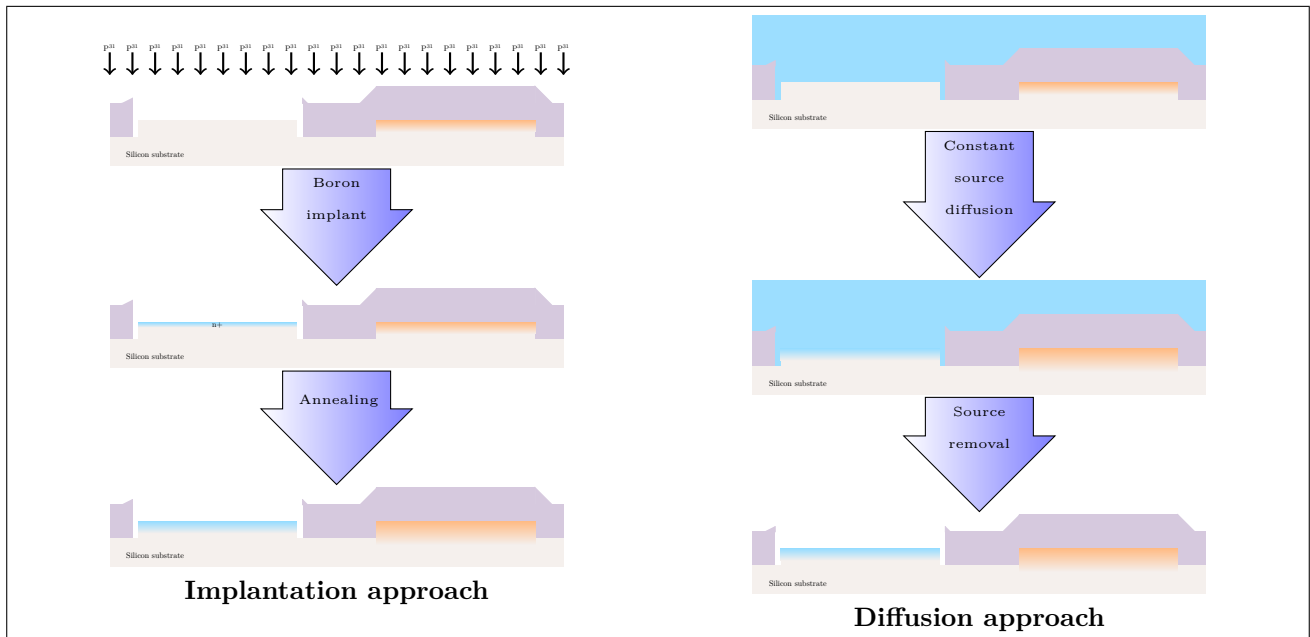 P³¹ P³¹ P³¹ P³¹ P³¹ P³¹ P³¹ P³¹ P³¹ P³¹ P³¹ P³¹ P³¹ P³¹ P³¹ P³¹ P³¹ P³¹ P³¹ P³¹ P³¹
Silicon substrate
Boron
implant
n+
Silicon substrate
Annealing
Silicon substrate
Implantation approach
Silicon substrate
Constant
source
diffusion
Silicon substrate
Source
removal
Silicon substrate
Diffusion approach